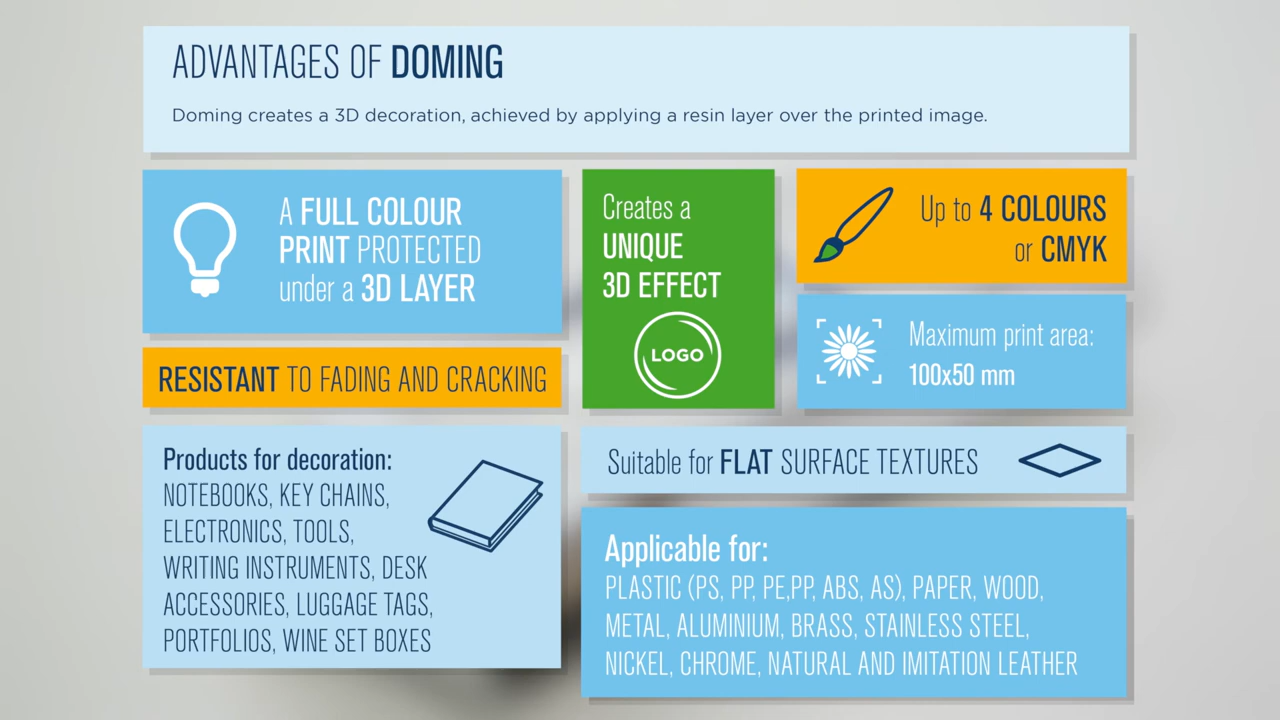 ADVANTAGES OF DOMING
Doming creates a 3D decoration, achieved by applying a resin layer over the printed image.
A FULL COLOUR
PRINT PROTECTED
under a 3D LAYER
Creates a
UNIQUE
3D EFFECT
LOGO
Up to 4 COLOURS
or CMYK
Maximum print area:
100x50 mm
RESISTANT TO FADING AND CRACKING
Products for decoration:
NOTEBOOKS, KEY CHAINS,
ELECTRONICS, TOOLS,
WRITING INSTRUMENTS, DESK
ACCESSORIES, LUGGAGE TAGS,
PORTFOLIOS, WINE SET BOXES
Suitable for FLAT SURFACE TEXTURES
Applicable for:
PLASTIC (PS, PP, PE,PP, ABS, AS), PAPER, WOOD,
METAL, ALUMINIUM, BRASS, STAINLESS STEEL,
NICKEL, CHROME, NATURAL AND IMITATION LEATHER